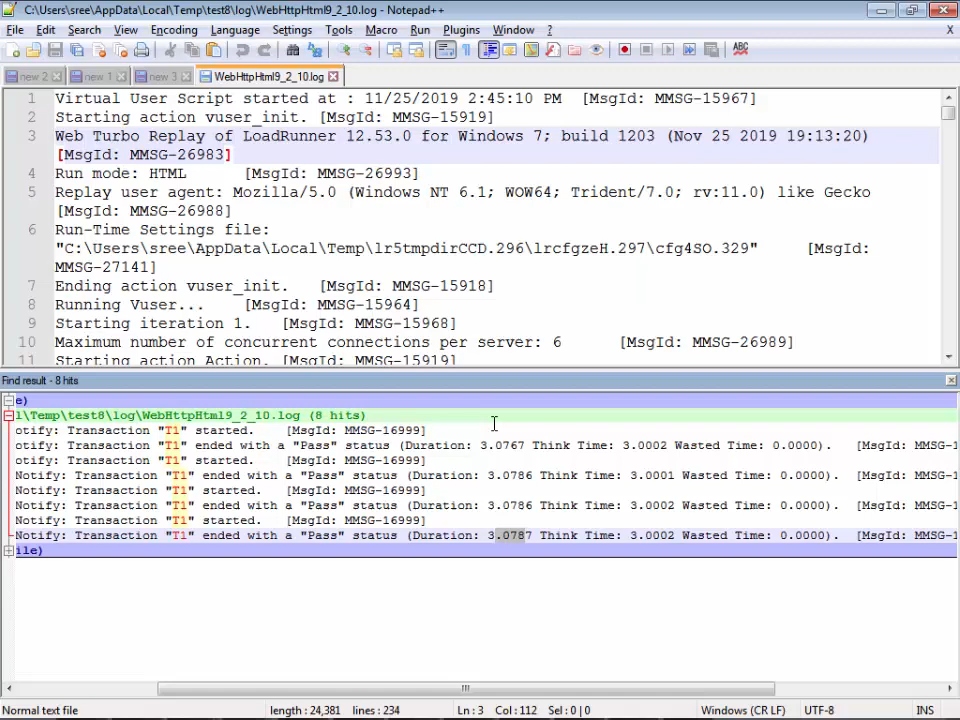 C:\Users\sree\AppData\Local\Temp\test8\log\WebHttpHtml9_2_10.log - Notepad++
File Edit Search View Encoding Language Settings Tools Macro Run Plugins Window ? X
ABC
new 2 new 1 new 3 WebHttpHtml9_2_10.log
1 Virtual User Script started at : 11/25/2019 2:45:10 PM [MsgId: MMSG-15967]
2 Starting action vuser_init. [MsgId: MMSG-15919]
3 Web Turbo Replay of LoadRunner 12.53.0 for Windows 7; build 1203 (Nov 25 2019 19:13:20)
[MsgId: MMSG-26983]
4 Run mode: HTML [MsgId: MMSG-26993]
5 Replay user agent: Mozilla/5.0 (Windows NT 6.1; WOW64; Trident/7.0; rv:11.0) like Gecko
[MsgId: MMSG-26988]
6 Run-Time Settings file:
"C:\Users\sree\AppData\Local\Temp\lr5tmpdirCCD.296\lrcfgzeH.297\cfg4SO.329" [MsgId:
MMSG-27141]
7 Ending action vuser_init. [MsgId: MMSG-15918]
8 Running Vuser... [MsgId: MMSG-15964]
9 Starting iteration 1. [MsgId: MMSG-15968]
10 Maximum number of concurrent connections per server: 6 [MsgId: MMSG-26989]
11 Starting action Action. [MsgId: MMSG-15919]
Find result - 8 hits
e)
l\Temp\test8\log\WebHttpHtml9_2_10.log (8 hits)
otify: Transaction "T1" started. [MsgId: MMSG-16999]
otify: Transaction "T1" ended with a "Pass" status (Duration: 3.0767 Think Time: 3.0002 Wasted Time: 0.0000). [MsgId: MMSG-1
otify: Transaction "T1" started. [MsgId: MMSG-16999]
Notify: Transaction "T1" ended with a "Pass" status (Duration: 3.0786 Think Time: 3.0001 Wasted Time: 0.0000). [MsgId: MMSG-1
Notify: Transaction "T1" started. [MsgId: MMSG-16999]
Notify: Transaction "T1" ended with a "Pass" status (Duration: 3.0786 Think Time: 3.0002 Wasted Time: 0.0000). [MsgId: MMSG-1
Notify: Transaction "T1" started. [MsgId: MMSG-16999]
Notify: Transaction "T1" ended with a "Pass" status (Duration: 3.0787 Think Time: 3.0002 Wasted Time: 0.0000). [MsgId: MMSG-1
ile)
Normal text file length : 24,381 lines : 234 Ln : 3 Col : 112 Sel : 0 | 0 Windows (CR LF) UTF-8 INS